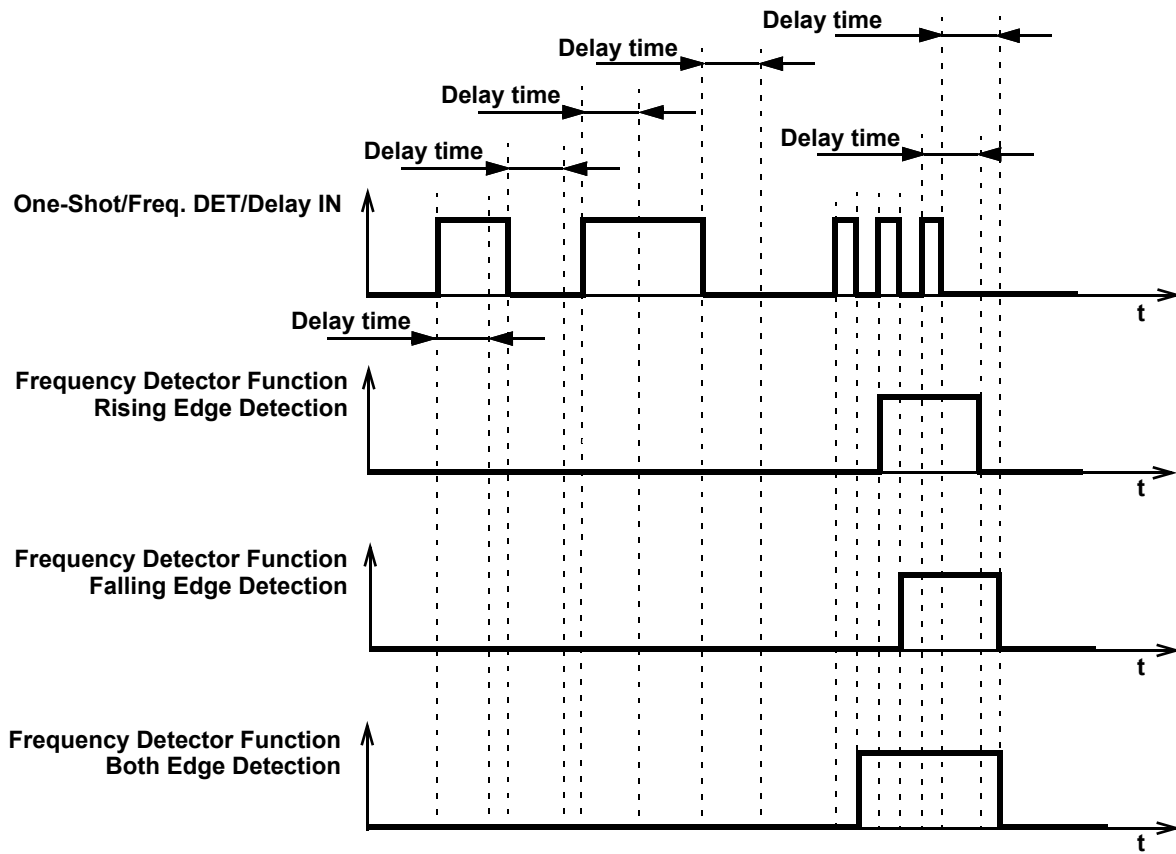 Delay time
Delay time
Delay time
Delay time
Delay time
One-Shot/Freq. DET/Delay IN
t
Delay time
Frequency Detector Function
Rising Edge Detection
t
Frequency Detector Function
Falling Edge Detection
t
Frequency Detector Function
Both Edge Detection
t